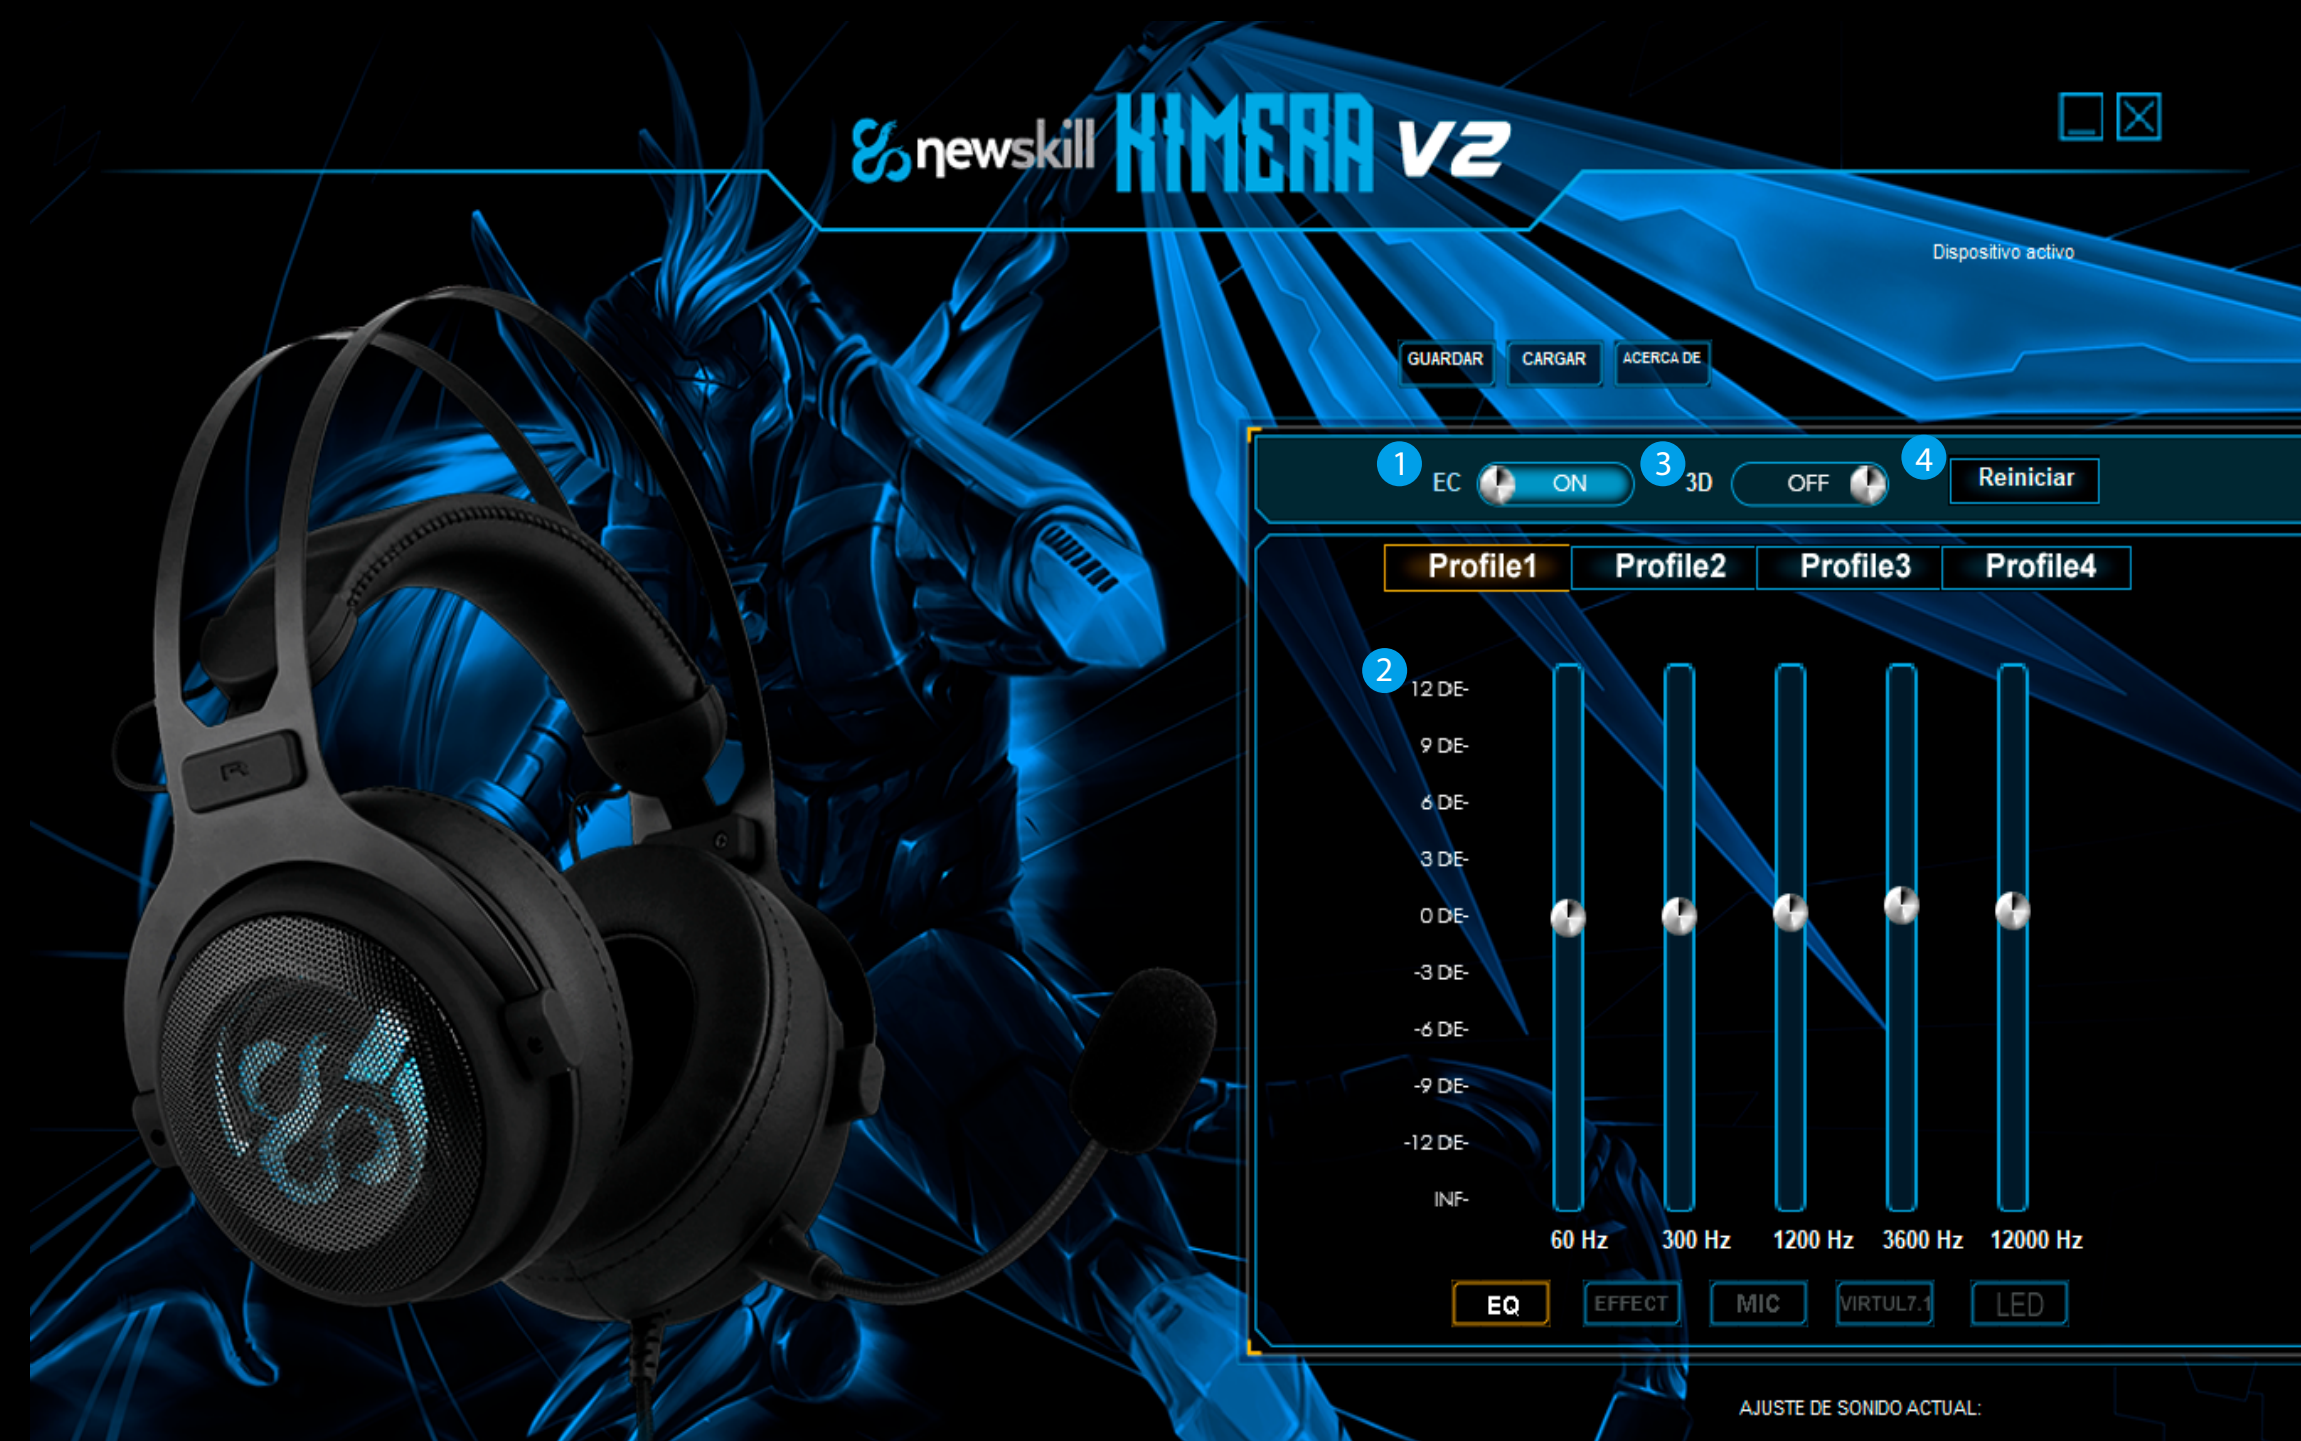 newskill KIMERA V2
Dispositivo activo
GUARDAR CARGAR ACERCA DE
1 EC ON 3 3D OFF 4 Reiniciar
Profile1 Profile2 Profile3 Profile4
2
12 DE-
9 DE-
6 DE-
3 DE-
0 DE-
-3 DE-
-6 DE-
-9 DE-
-12 DE-
INF-
60 Hz 300 Hz 1200 Hz 3600 Hz 12000 Hz
EQ EFFECT MIC VIRTUL7.1 LED
AJUSTE DE SONIDO ACTUAL:
R